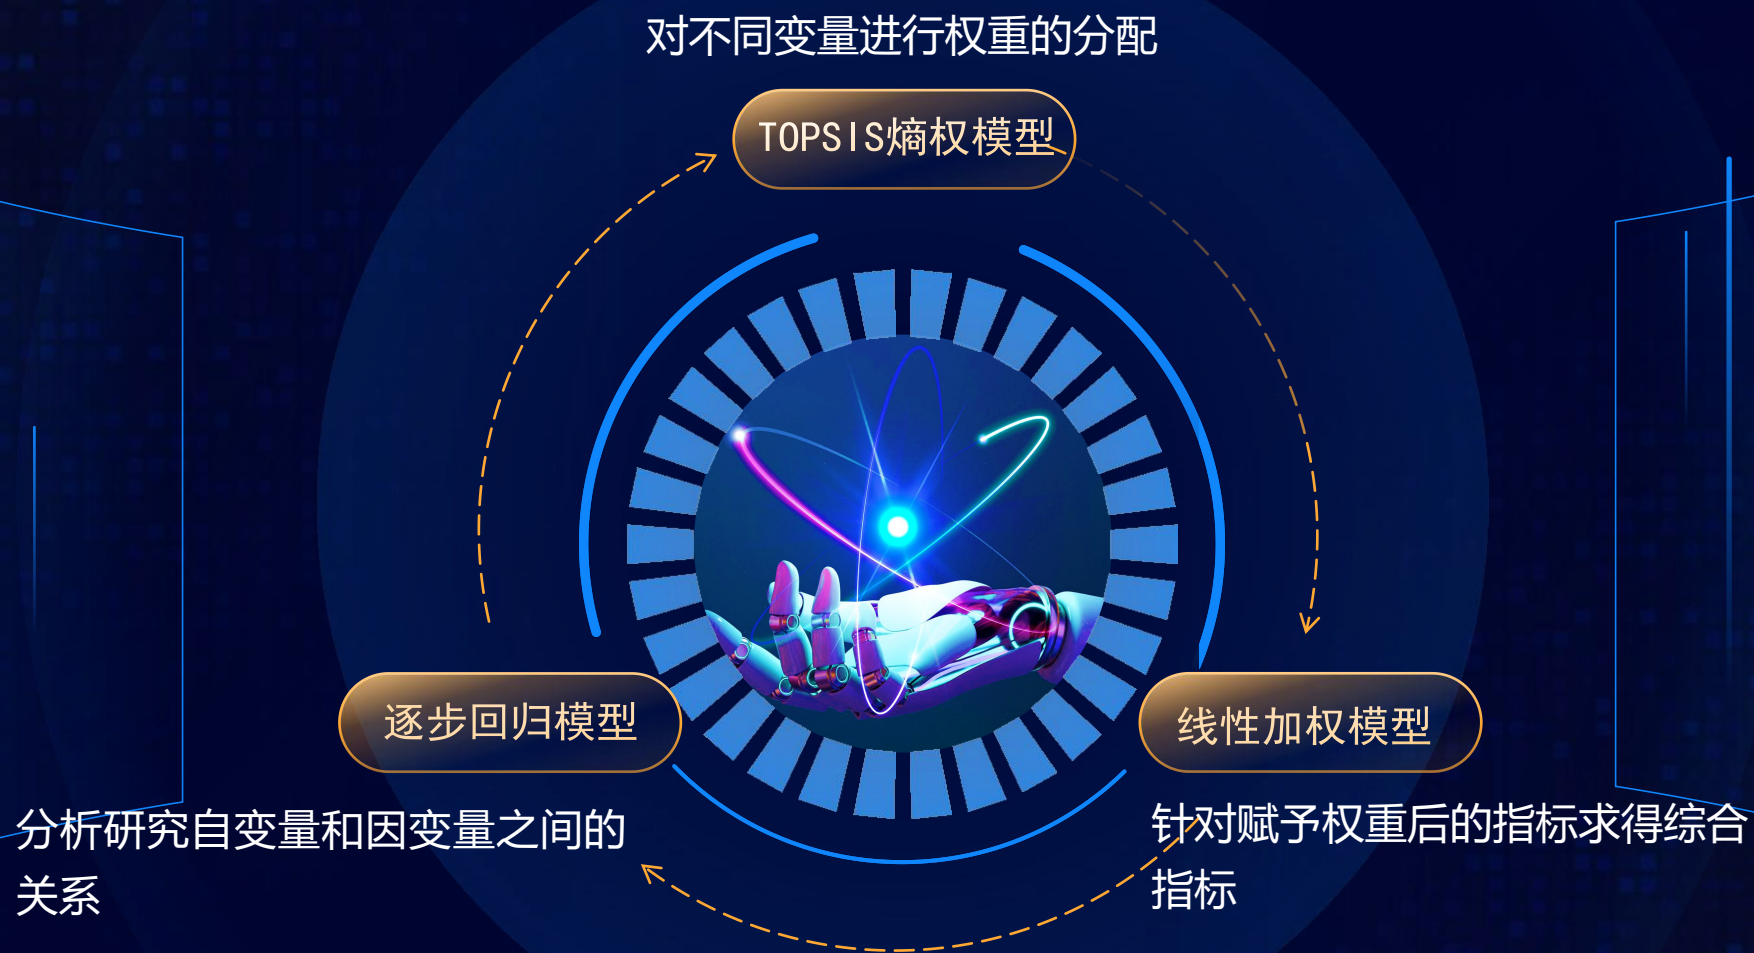 对不同变量进行权重的分配
TOPSIS熵权模型
逐步回归模型
线性加权模型
分析研究自变量和因变量之间的
关系
针对赋予权重后的指标求得综合
指标